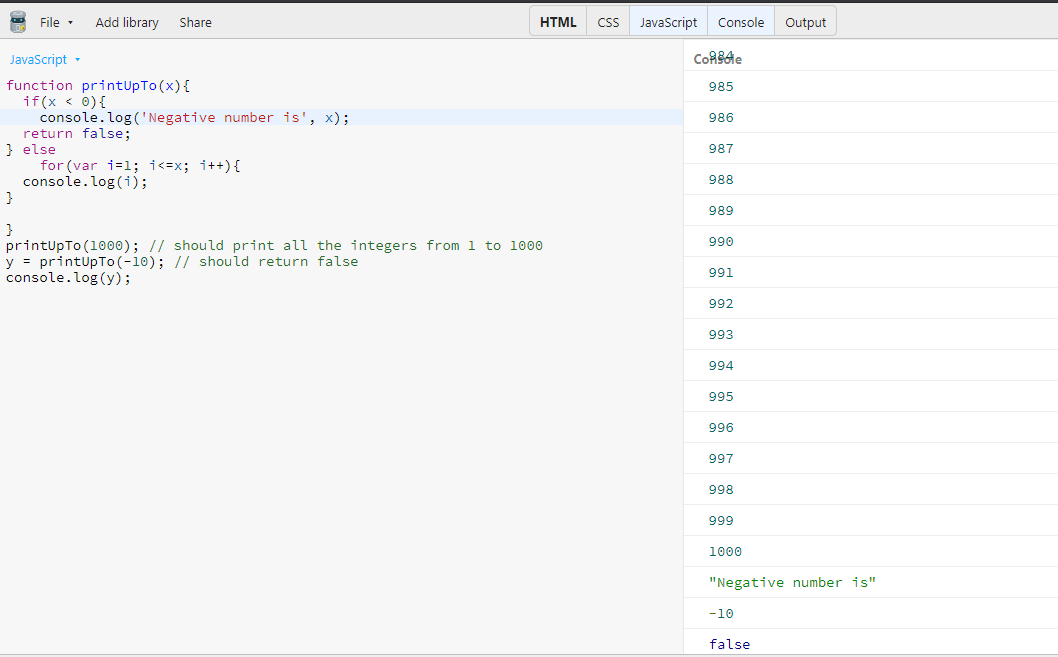 File Add library Share HTML CSS JavaScript Console Output
JavaScript
function printUpTo(x){
  if(x < 0){
    console.log('Negative number is', x);
  return false;
} else
    for(var i=1; i<=x; i++){
  console.log(i);
}

}
printUpTo(1000); // should print all the integers from 1 to 1000
y = printUpTo(-10); // should return false
console.log(y);
Console
984
985
986
987
988
989
990
991
992
993
994
995
996
997
998
999
1000
"Negative number is"
-10
false